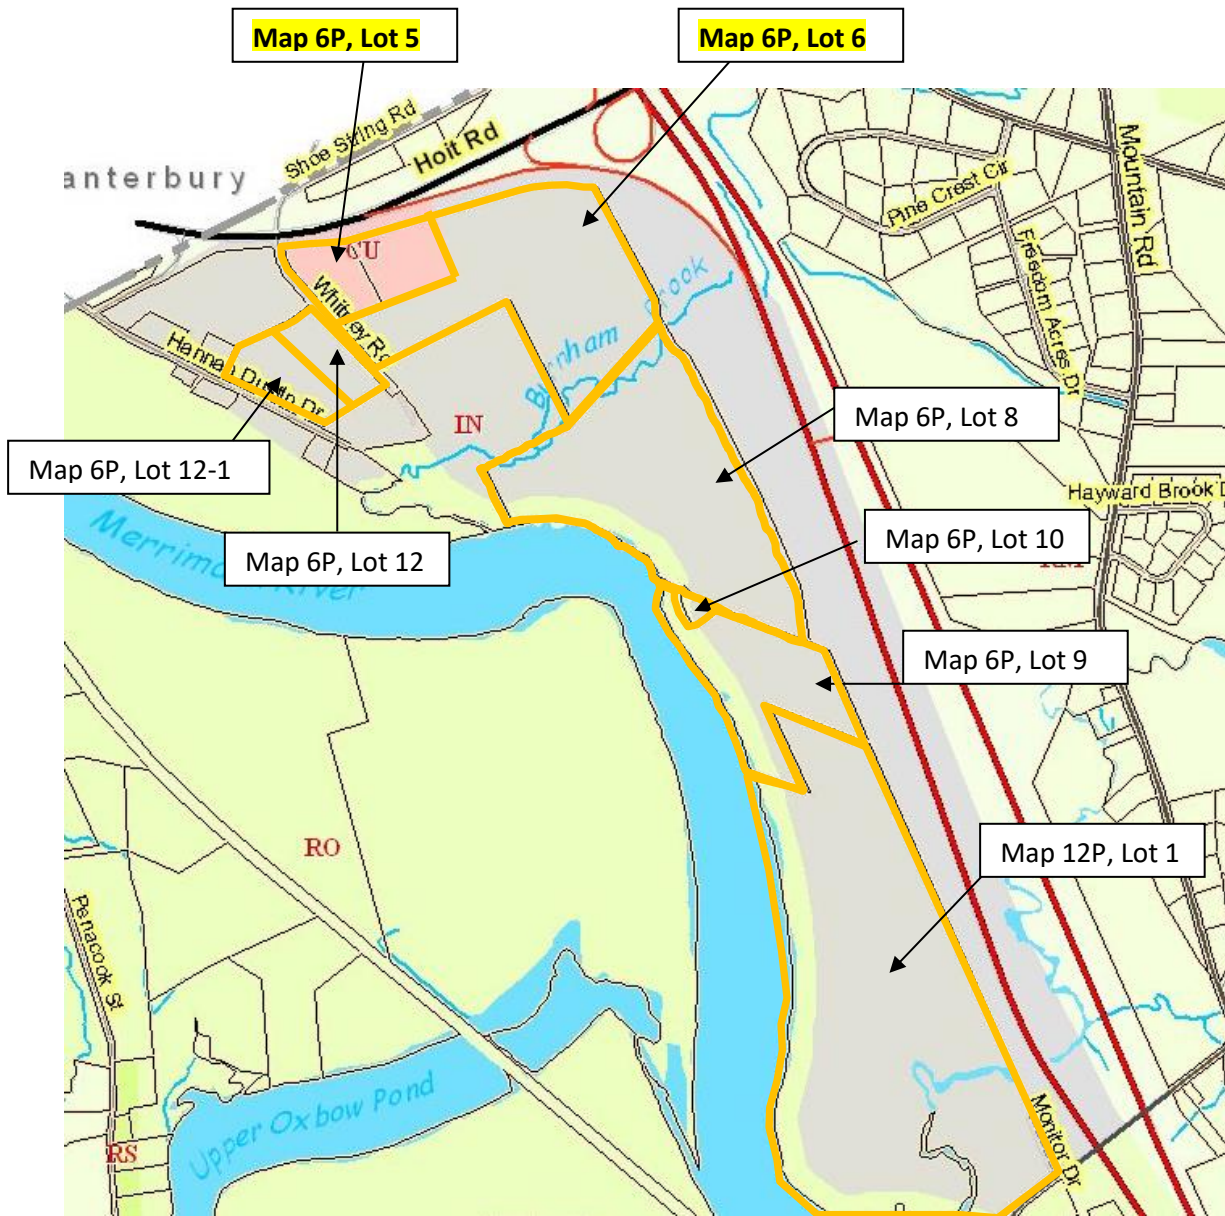 Map 6P, Lot 5
Map 6P, Lot 6
Shoe String Rd
Hoit Rd
anterbury
Mountain Rd
Pine Crest Cir
Freedom Acres Dr
CU
Whitney Rd
Brook
Burnham
Hannah Dustin Dr
IN
Map 6P, Lot 8
Map 6P, Lot 12-1
Hayward Brook D
Map 6P, Lot 10
Map 6P, Lot 12
RM
Merrimack River
Map 6P, Lot 9
RO
Map 12P, Lot 1
Penacook St
Upper Oxbow Pond
Monitor Dr
RS